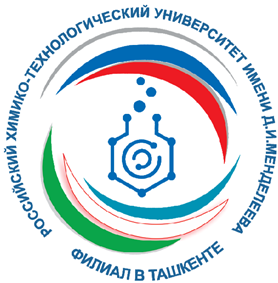 РОССИЙСКИЙ ХИМИКО-ТЕХНОЛОГИЧЕСКИЙ УНИВЕРСИТЕТ ИМЕНИ Д.И.МЕНДЕЛЕЕВА
ФИЛИАЛ В ТАШКЕНТЕ